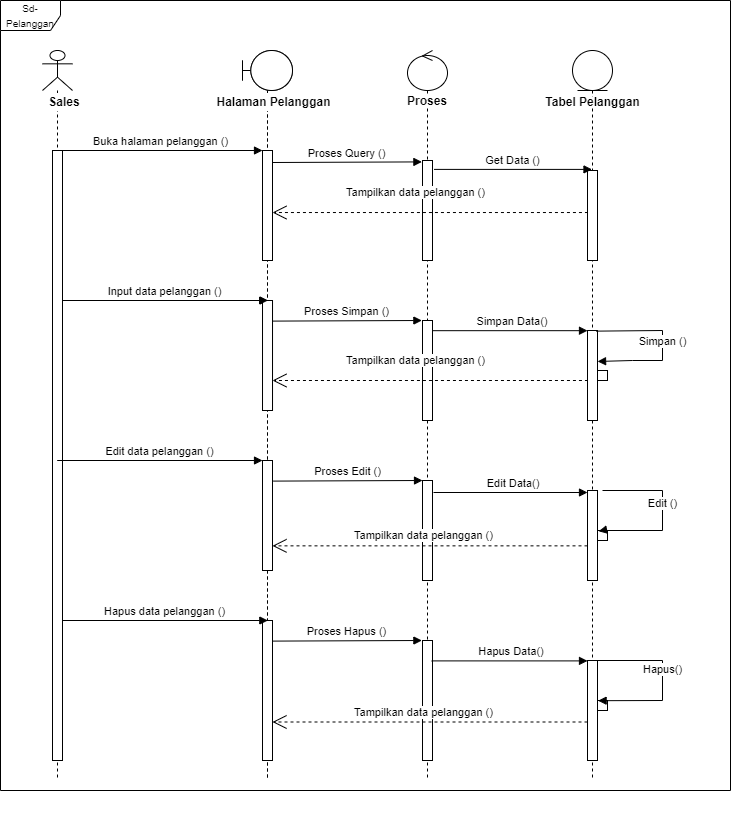 Sd-
Pelanggan
Sales
Halaman Pelanggan
Proses
Tabel Pelanggan
Buka halaman pelanggan ()
Proses Query ()
Get Data ()
Tampilkan data pelanggan ()
Input data pelanggan ()
Proses Simpan ()
Simpan Data()
Simpan ()
Tampilkan data pelanggan ()
Edit data pelanggan ()
Proses Edit ()
Edit Data()
Edit ()
Tampilkan data pelanggan ()
Hapus data pelanggan ()
Proses Hapus ()
Hapus Data()
Hapus()
Tampilkan data pelanggan ()